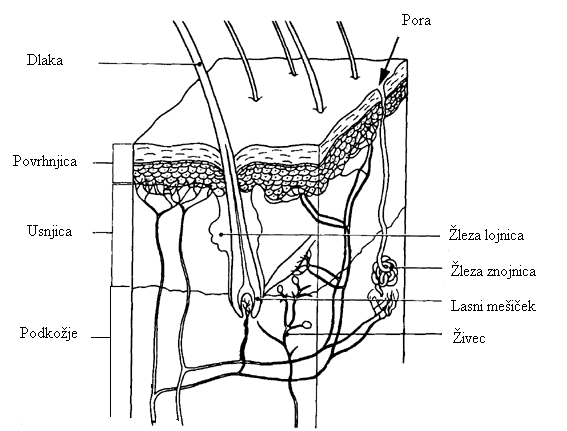 Pora
Dlaka
Povrhnjica
Usnjica
Žleza lojnica
Žleza znojnica
Lasni mešiček
Podkožje
Živec